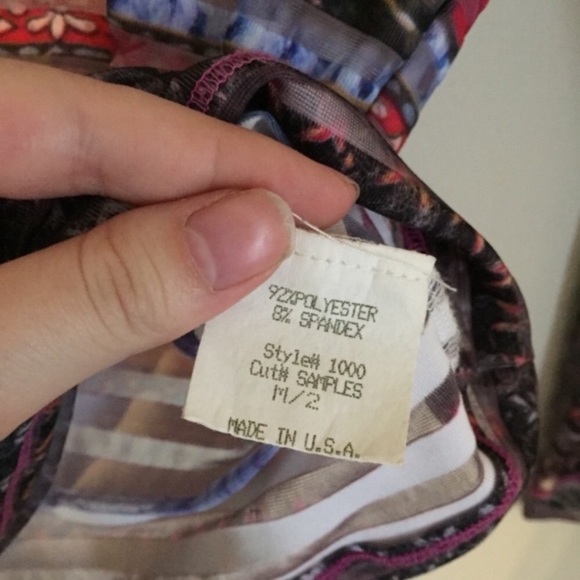 92%POLYESTER
8% SPANDEX
Style# 1000
Cut# SAMPLES
M/2
MADE IN U.S.A.